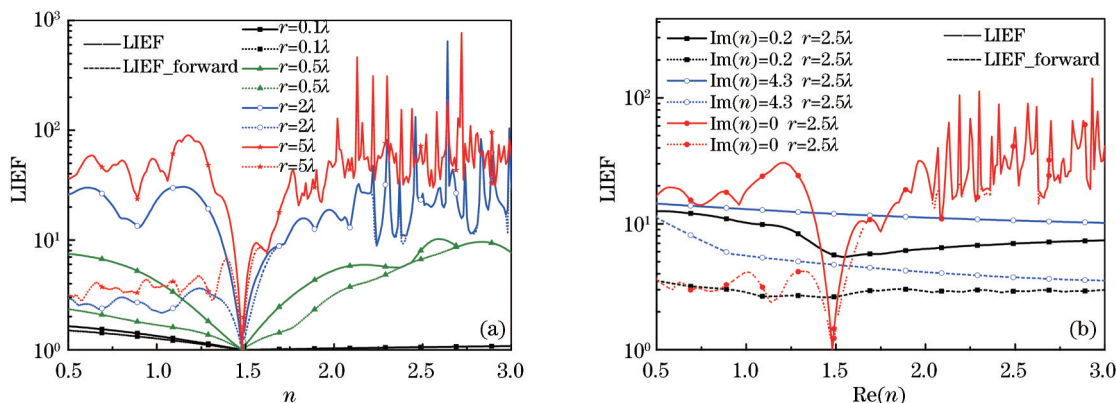 10³
10²
10¹
10⁰
LIEF
LIEF
LIEF_forward
r=0.1λ
r=0.1λ
r=0.5λ
r=0.5λ
r=2λ
r=2λ
r=5λ
r=5λ
(a)
0.5 1.0 1.5 2.0 2.5 3.0
n
10²
10¹
10⁰
LIEF
Im(n)=0.2 r=2.5λ
Im(n)=0.2 r=2.5λ
Im(n)=4.3 r=2.5λ
Im(n)=4.3 r=2.5λ
Im(n)=0 r=2.5λ
Im(n)=0 r=2.5λ
LIEF
LIEF_forward
(b)
0.5 1.0 1.5 2.0 2.5 3.0
Re(n)